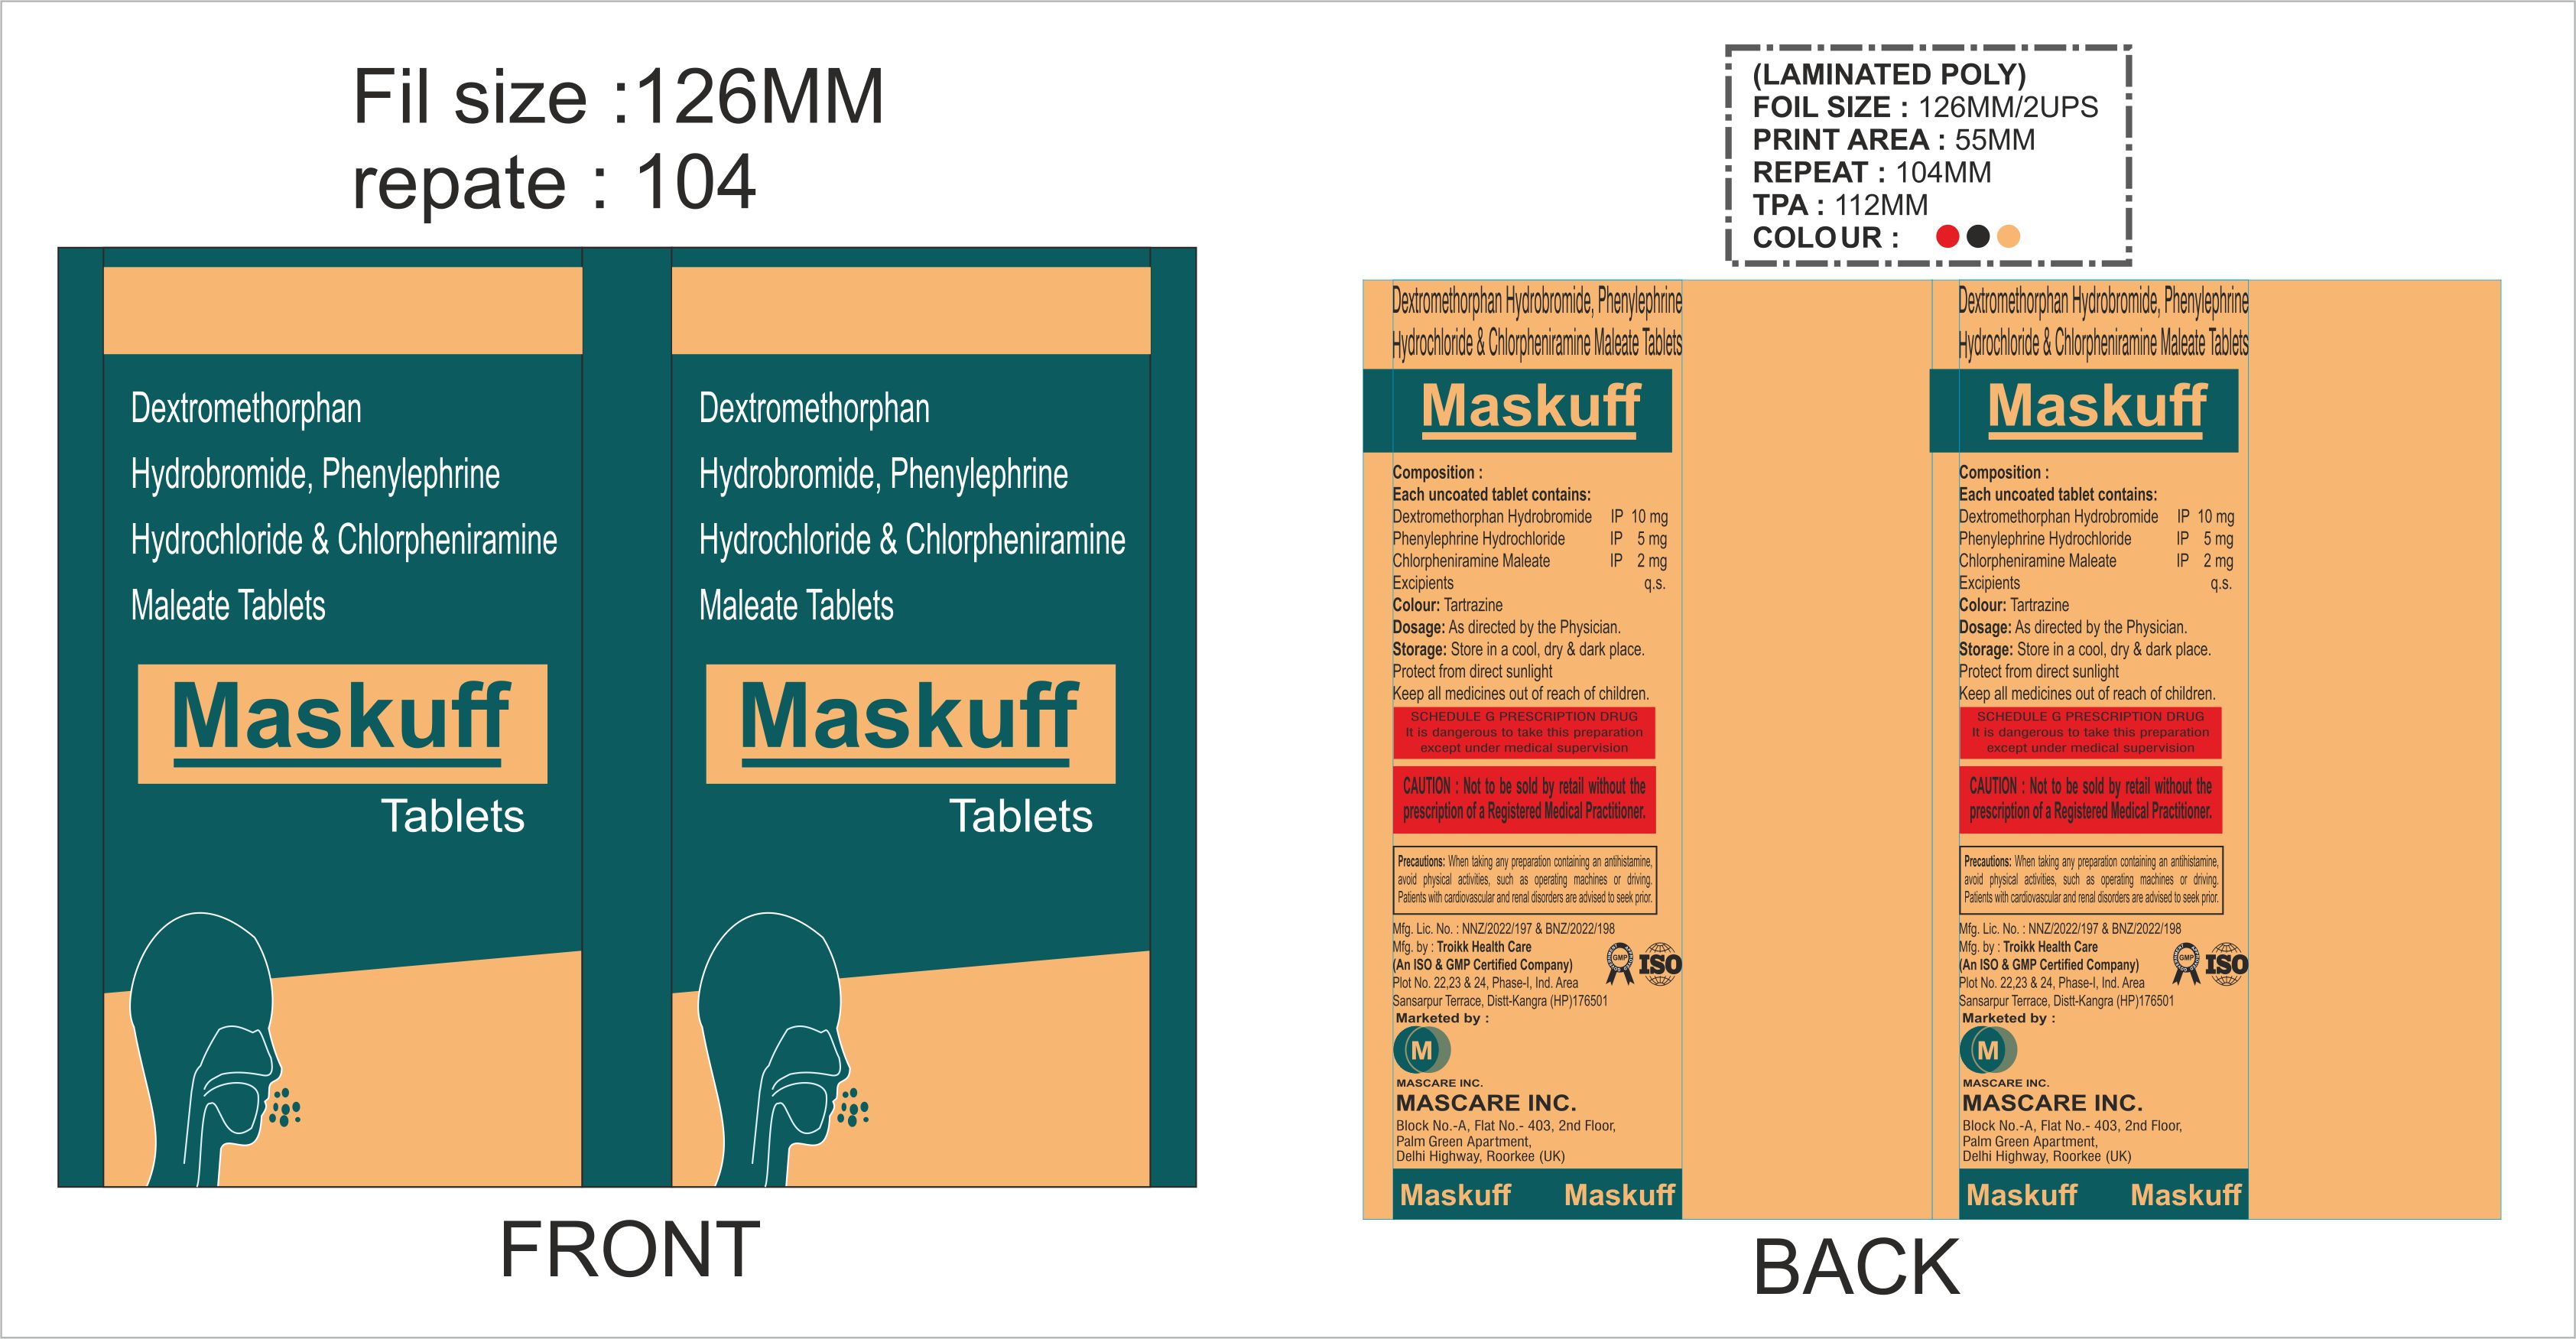 Fil size :126MM
repate : 104
Dextromethorphan
Hydrobromide, Phenylephrine
Hydrochloride & Chlorpheniramine
Maleate Tablets
Maskuff
Tablets
Dextromethorphan
Hydrobromide, Phenylephrine
Hydrochloride & Chlorpheniramine
Maleate Tablets
Maskuff
Tablets
FRONT
(LAMINATED POLY)
FOIL SIZE : 126MM/2UPS
PRINT AREA : 55MM
REPEAT : 104MM
TPA : 112MM
COLOUR :
Dextromethorphan Hydrobromide, Phenylephrine
Hydrochloride & Chlorpheniramine Maleate Tablets
Maskuff
Composition :
Each uncoated tablet contains:
Dextromethorphan Hydrobromide IP 10 mg
Phenylephrine Hydrochloride IP 5 mg
Chlorpheniramine Maleate IP 2 mg
Excipients q.s.
Colour: Tartrazine
Dosage: As directed by the Physician.
Storage: Store in a cool, dry & dark place.
Protect from direct sunlight
Keep all medicines out of reach of children.
SCHEDULE G PRESCRIPTION DRUG
It is dangerous to take this preparation
except under medical supervision
CAUTION : Not to be sold by retail without the
prescription of a Registered Medical Practitioner.
Precautions: When taking any preparation containing an antihistamine,
avoid physical activities, such as operating machines or driving.
Patients with cardiovascular and renal disorders are advised to seek prior.
Mfg. Lic. No. : NNZ/2022/197 & BNZ/2022/198
Mfg. by : Troikk Health Care
(An ISO & GMP Certified Company)
Plot No. 22,23 & 24, Phase-I, Ind. Area
Sansarpur Terrace, Distt-Kangra (HP)176501
GMP
ISO
Marketed by :
M
MASCARE INC.
MASCARE INC.
Block No.-A, Flat No.- 403, 2nd Floor,
Palm Green Apartment,
Delhi Highway, Roorkee (UK)
Maskuff Maskuff
Dextromethorphan Hydrobromide, Phenylephrine
Hydrochloride & Chlorpheniramine Maleate Tablets
Maskuff
Composition :
Each uncoated tablet contains:
Dextromethorphan Hydrobromide IP 10 mg
Phenylephrine Hydrochloride IP 5 mg
Chlorpheniramine Maleate IP 2 mg
Excipients q.s.
Colour: Tartrazine
Dosage: As directed by the Physician.
Storage: Store in a cool, dry & dark place.
Protect from direct sunlight
Keep all medicines out of reach of children.
SCHEDULE G PRESCRIPTION DRUG
It is dangerous to take this preparation
except under medical supervision
CAUTION : Not to be sold by retail without the
prescription of a Registered Medical Practitioner.
Precautions: When taking any preparation containing an antihistamine,
avoid physical activities, such as operating machines or driving.
Patients with cardiovascular and renal disorders are advised to seek prior.
Mfg. Lic. No. : NNZ/2022/197 & BNZ/2022/198
Mfg. by : Troikk Health Care
(An ISO & GMP Certified Company)
Plot No. 22,23 & 24, Phase-I, Ind. Area
Sansarpur Terrace, Distt-Kangra (HP)176501
GMP
ISO
Marketed by :
M
MASCARE INC.
MASCARE INC.
Block No.-A, Flat No.- 403, 2nd Floor,
Palm Green Apartment,
Delhi Highway, Roorkee (UK)
Maskuff Maskuff
BACK